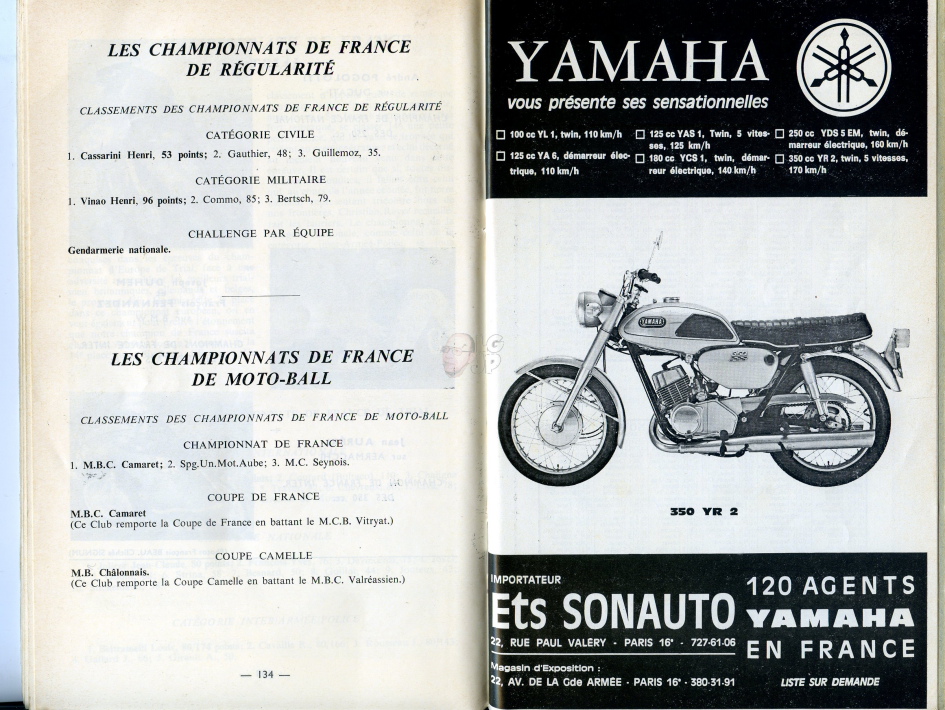 LES CHAMPIONNATS DE FRANCE
DE RÉGULARITÉ
CLASSEMENTS DES CHAMPIONNATS DE FRANCE DE RÉGULARITÉ
CATÉGORIE CIVILE
1. Cassarini Henri, 53 points; 2. Gauthier, 48; 3. Guillemoz, 35.
CATÉGORIE MILITAIRE
1. Vinao Henri, 96 points; 2. Commo, 85; 3. Bertsch, 79.
CHALLENGE PAR ÉQUIPE
Gendarmerie nationale.
LES CHAMPIONNATS DE FRANCE
DE MOTO-BALL
CLASSEMENTS DES CHAMPIONNATS DE FRANCE DE MOTO-BALL
CHAMPIONNAT DE FRANCE
1. M.B.C. Camaret; 2. Spg.Un.Mot.Aube; 3. M.C. Seynois.
COUPE DE FRANCE
M.B.C. Camaret
(Ce Club remporte la Coupe de France en battant le M.C.B. Vitryat.)
COUPE CAMELLE
M.B. Châlonnais.
(Ce Club remporte la Coupe Camelle en battant le M.B.C. Valréassien.)
— 134 —
YAMAHA
vous présente ses sensationnelles
100 cc YL 1, twin, 110 km/h
125 cc YA 6, démarreur élec-
trique, 110 km/h
125 cc YAS 1, Twin, 5 vites-
ses, 125 km/h
180 cc YCS 1, twin, démar-
reur électrique, 140 km/h
250 cc YDS 5 EM, twin, dé-
marreur électrique, 160 km/h
350 cc YR 2, twin, 5 vitesses,
170 km/h
YAMAHA
350 YR 2
IMPORTATEUR
Ets SONAUTO
22, RUE PAUL VALERY - PARIS 16e - 727-61-06
Magasin d'Exposition :
22, AV. DE LA Gde ARMÉE - PARIS 16e - 380-31-91
120 AGENTS
YAMAHA
EN FRANCE
LISTE SUR DEMANDE